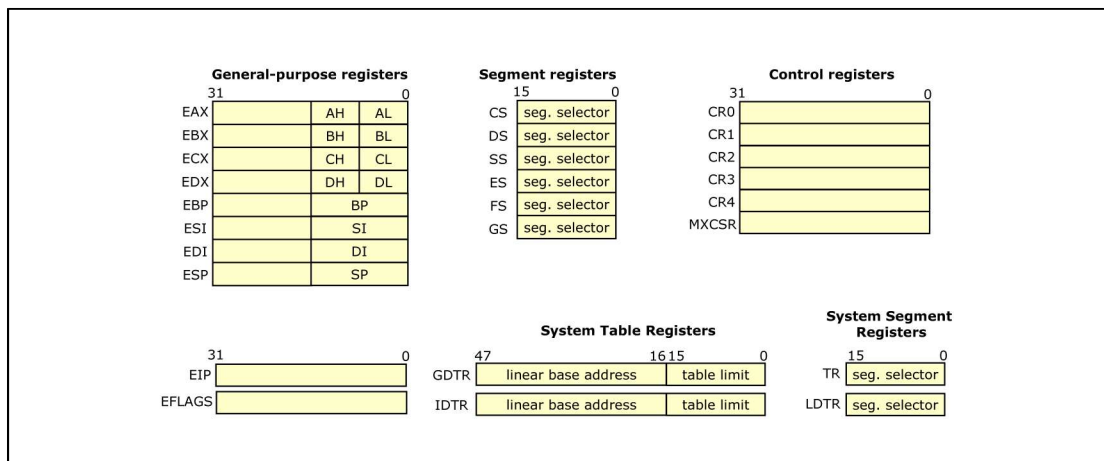 General-purpose registers
31 0
EAX AH AL
EBX BH BL
ECX CH CL
EDX DH DL
EBP BP
ESI SI
EDI DI
ESP SP
Segment registers
15 0
CS seg. selector
DS seg. selector
SS seg. selector
ES seg. selector
FS seg. selector
GS seg. selector
Control registers
31 0
CR0
CR1
CR2
CR3
CR4
MXCSR
31 0
EIP
EFLAGS
System Table Registers
47 16 15 0
GDTR linear base address table limit
IDTR linear base address table limit
System Segment
Registers
15 0
TR seg. selector
LDTR seg. selector